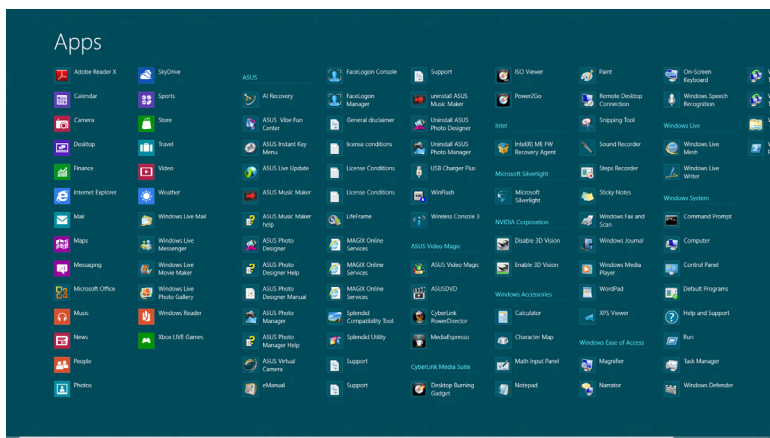 Apps
Adobe Reader X
Calendar
Camera
Desktop
Finance
Internet Explorer
Mail
Maps
Messaging
Microsoft Office
Music
News
People
Photos
SkyDrive
Sports
Store
Travel
Video
Weather
Windows Live Mail
Windows Live
Messenger
Windows Live
Movie Maker
Windows Live
Photo Gallery
Windows Reader
Xbox LIVE Games
ASUS
AI Recovery
ASUS Vibe Fun
Center
ASUS Instant Key
Menu
ASUS Live Update
ASUS Music Maker
ASUS Music Maker
help
ASUS Photo
Designer
ASUS Photo
Designer Help
ASUS Photo
Designer Manual
ASUS Photo
Manager
ASUS Photo
Manager Help
ASUS Virtual
Camera
eManual
FaceLogon Console
FaceLogon
Manager
General disclaimer
license conditions
License Conditions
License Conditions
LifeFrame
MAGIX Online
Services
MAGIX Online
Services
MAGIX Online
Services
Splendid
Compatibility Tool
Splendid Utility
Support
Support
Support
uninstall ASUS
Music Maker
Uninstall ASUS
Photo Designer
Uninstall ASUS
Photo Manager
USB Charger Plus
WinFlash
Wireless Console 3
ASUS Video Magic
ASUS Video Magic
ASUSDVD
CyberLink
PowerDirector
MediaEspresso
CyberLink Media Suite
Desktop Burning
Gadget
ISO Viewer
Power2Go
Intel
Intel(R) ME FW
Recovery Agent
Microsoft Silverlight
Microsoft
Silverlight
NVIDIA Corporation
Disable 3D Vision
Enable 3D Vision
Windows Accessories
Calculator
Character Map
Math Input Panel
Notepad
Paint
Remote Desktop
Connection
Snipping Tool
Sound Recorder
Steps Recorder
Sticky Notes
Windows Fax and
Scan
Windows Journal
Windows Media
Player
WordPad
XPS Viewer
Windows Ease of Access
Magnifier
Narrator
On-Screen
Keyboard
Windows Speech
Recognition
Windows Live
Windows Live
Mesh
Windows Live
Writer
Windows System
Command Prompt
Computer
Control Panel
Default Programs
Help and Support
Run
Task Manager
Windows Defender